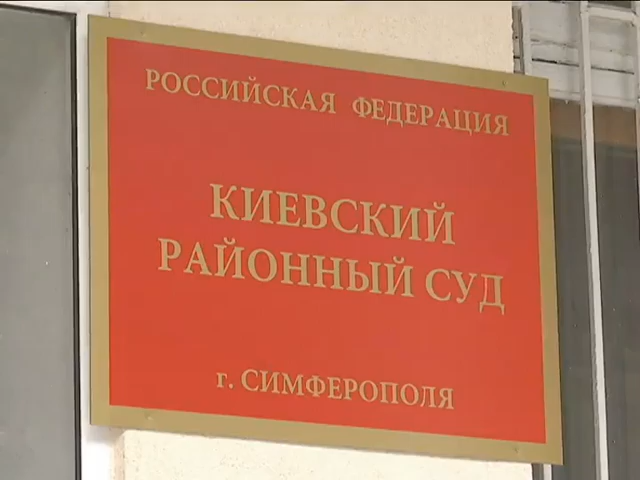 РОССИЙСКАЯ ФЕДЕРАЦИЯ
КИЕВСКИЙ
РАЙОННЫЙ СУД
г. СИМФЕРОПОЛЯ